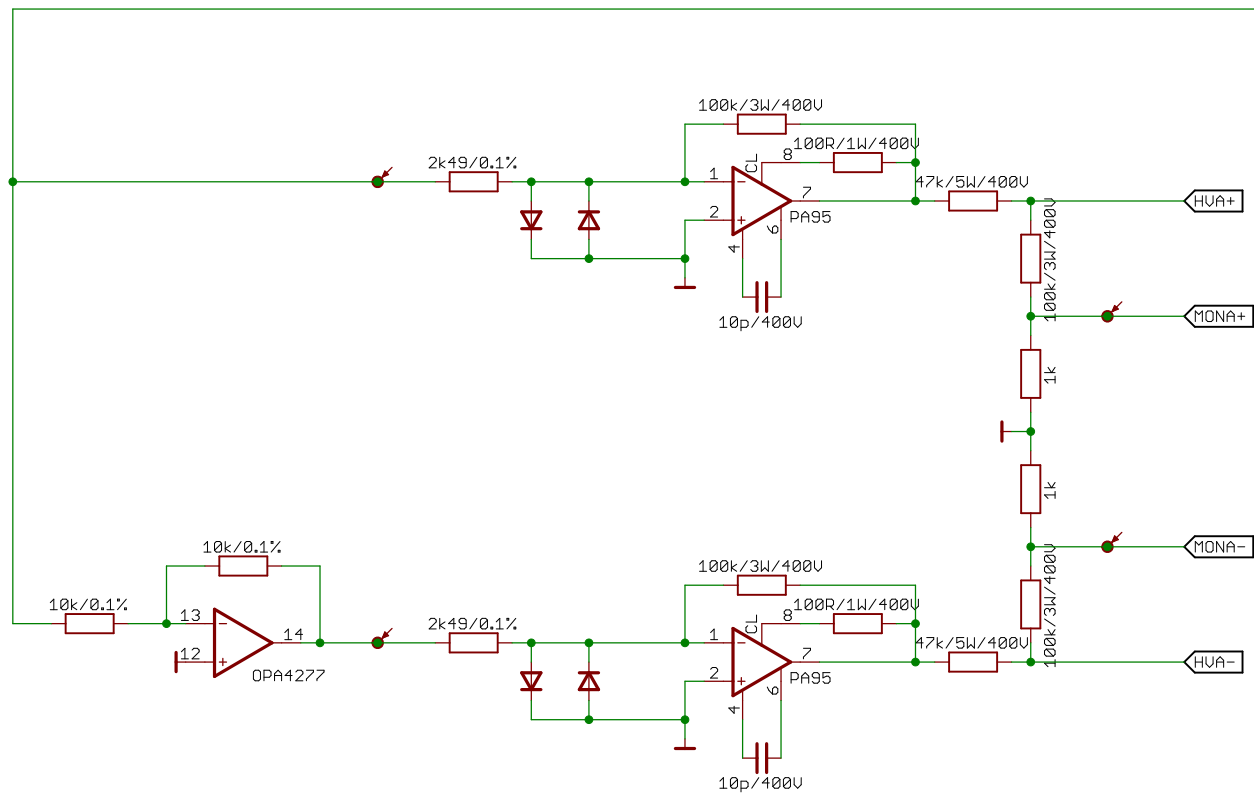 100k/3W/400V
100R/1W/400V
2k49/0.1%
CL
8
47k/5W/400V
1
7
HVA+
2
PA95
4
6
100k/3W/400V
10p/400V
MONA+
1k
1k
10k/0.1%
MONA-
100k/3W/400V
100R/1W/400V
10k/0.1%
13
2k49/0.1%
CL
8
47k/5W/400V
100k/3W/400V
14
1
7
12
HVA-
OPA4277
2
PA95
4
6
10p/400V